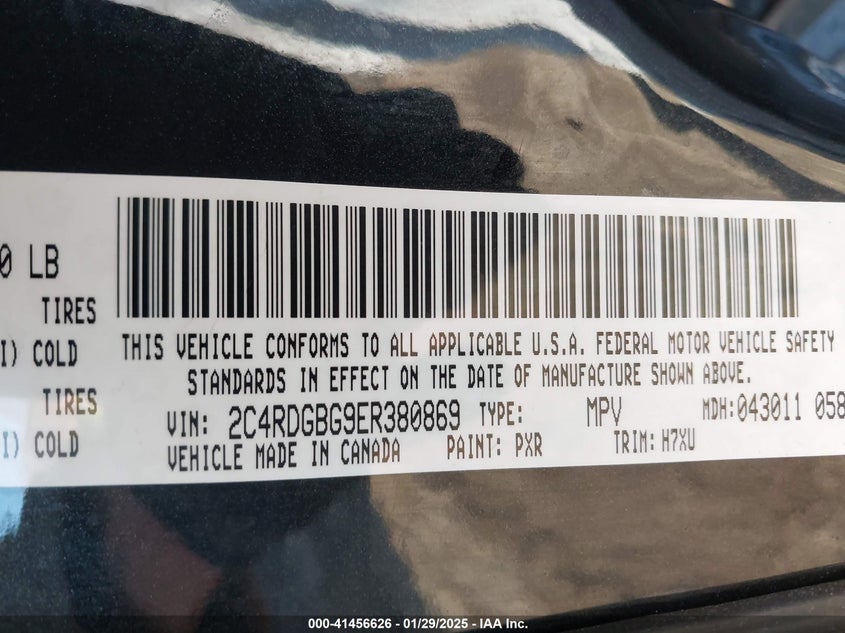 0 LB
TIRES
I) COLD
TIRES
I) COLD
THIS VEHICLE CONFORMS TO ALL APPLICABLE U.S.A. FEDERAL MOTOR VEHICLE SAFETY
STANDARDS IN EFFECT ON THE DATE OF MANUFACTURE SHOWN ABOVE.
VIN: 2C4RDGBG9ER380869 TYPE: MPV MDH:043011 058
VEHICLE MADE IN CANADA PAINT: PXR TRIM: H7XU
000-41456626 - 01/29/2025 - IAA, Inc.